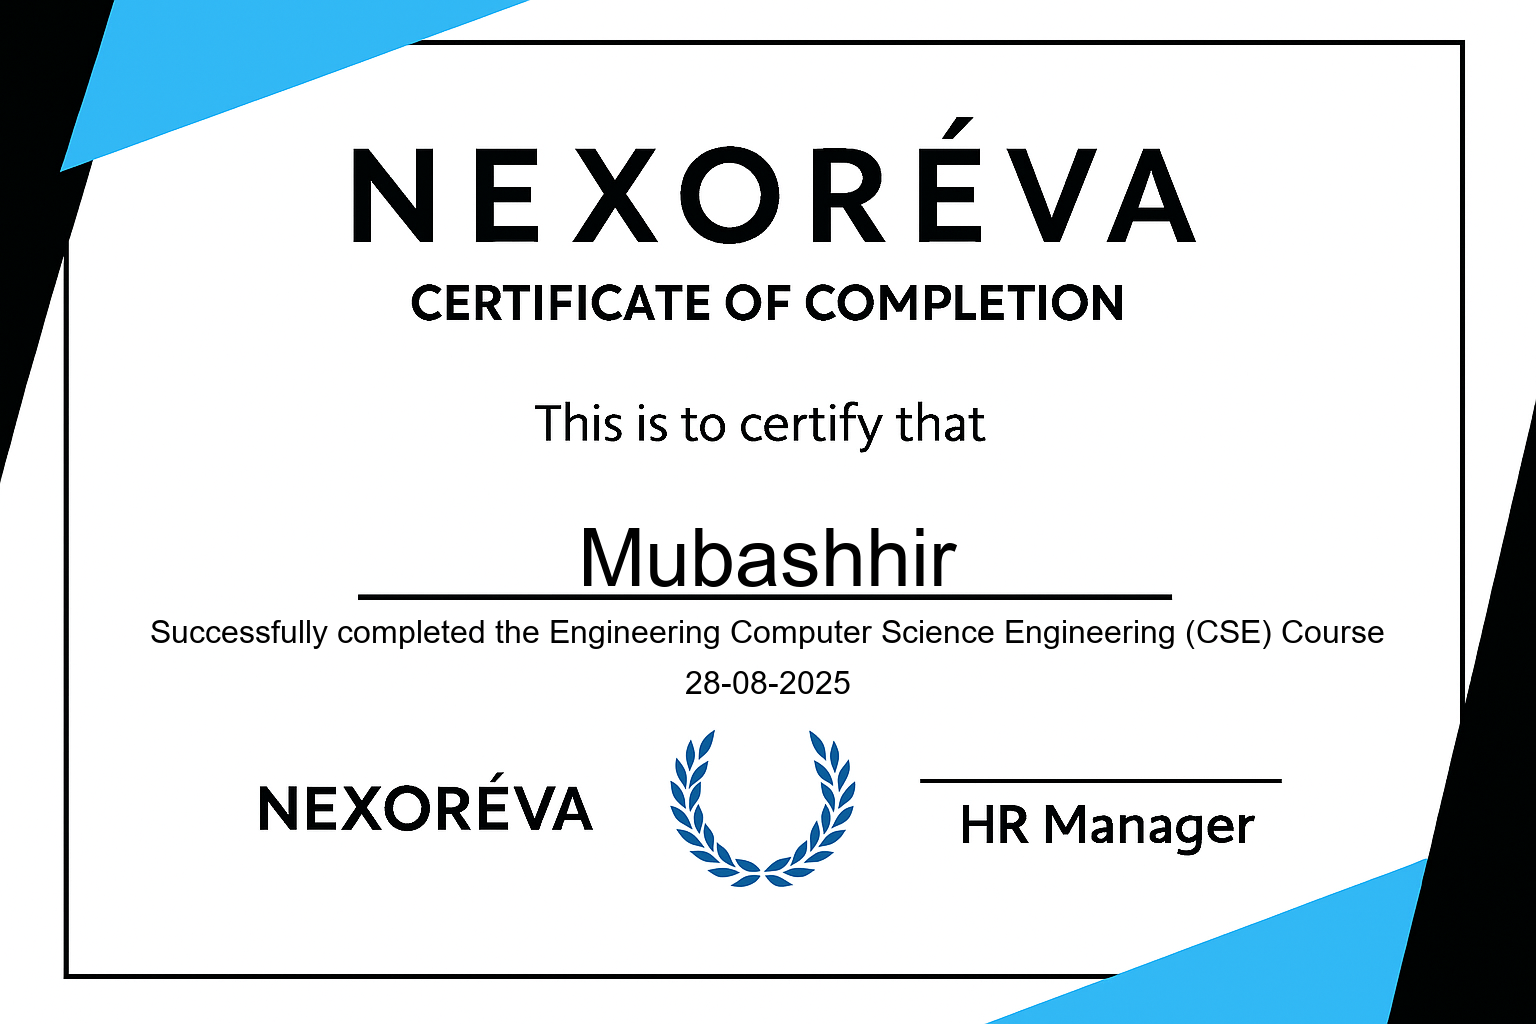 NEXORÉVA
CERTIFICATE OF COMPLETION
This is to certify that
Mubashhir
Successfully completed the Engineering Computer Science Engineering (CSE) Course
28-08-2025
NEXORÉVA
HR Manager